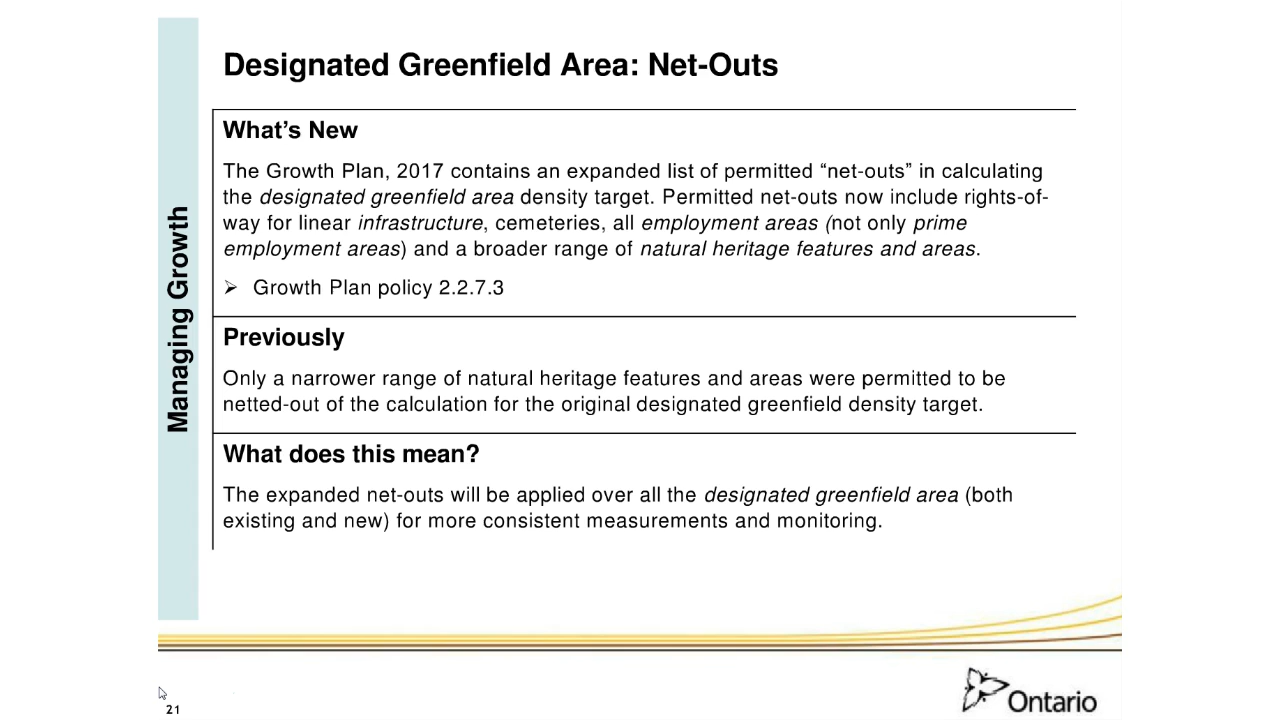 Designated Greenfield Area: Net-Outs
Managing Growth
What’s New
The Growth Plan, 2017 contains an expanded list of permitted “net-outs” in calculating
the designated greenfield area density target. Permitted net-outs now include rights-of-
way for linear infrastructure, cemeteries, all employment areas (not only prime
employment areas) and a broader range of natural heritage features and areas.
➢ Growth Plan policy 2.2.7.3
Previously
Only a narrower range of natural heritage features and areas were permitted to be
netted-out of the calculation for the original designated greenfield density target.
What does this mean?
The expanded net-outs will be applied over all the designated greenfield area (both
existing and new) for more consistent measurements and monitoring.
21
Ontario